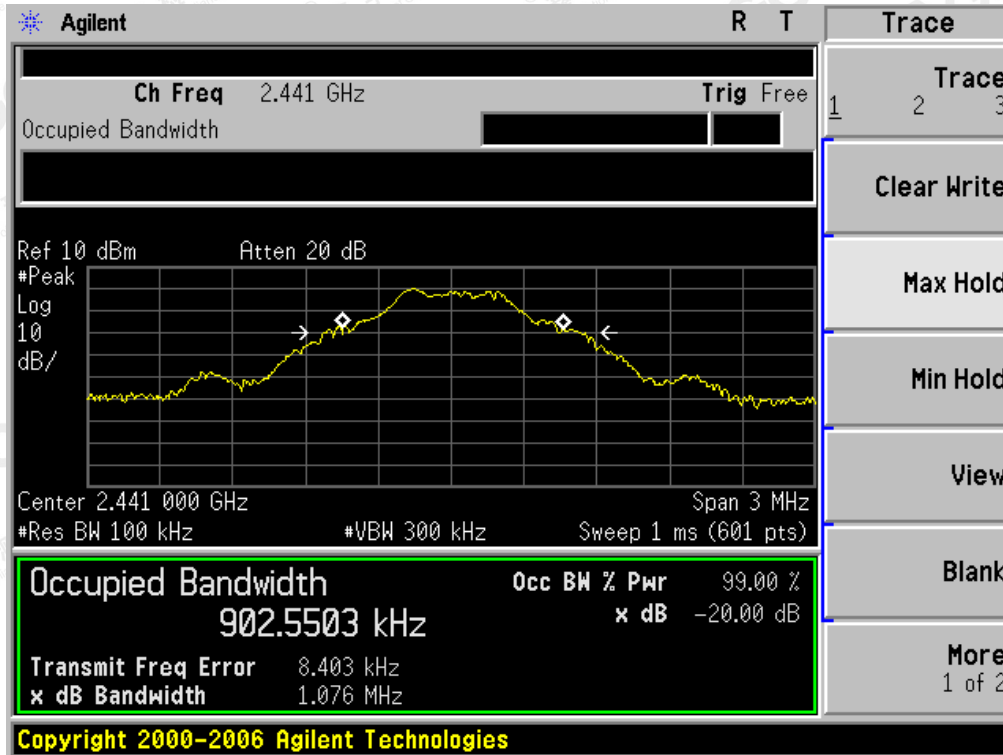 Agilent R T
Trace
Ch Freq 2.441 GHz Trig Free
Occupied Bandwidth
Ref 10 dBm Atten 20 dB
#Peak
Log
10
dB/
Center 2.441 000 GHz Span 3 MHz
#Res BW 100 kHz #VBW 300 kHz Sweep 1 ms (601 pts)
Occupied Bandwidth
902.5503 kHz
Occ BW % Pwr 99.00 %
x dB -20.00 dB
Transmit Freq Error 8.403 kHz
x dB Bandwidth 1.076 MHz
Copyright 2000-2006 Agilent Technologies
Trace
1 2 3
Clear Write
Max Hold
Min Hold
View
Blank
More
1 of 2